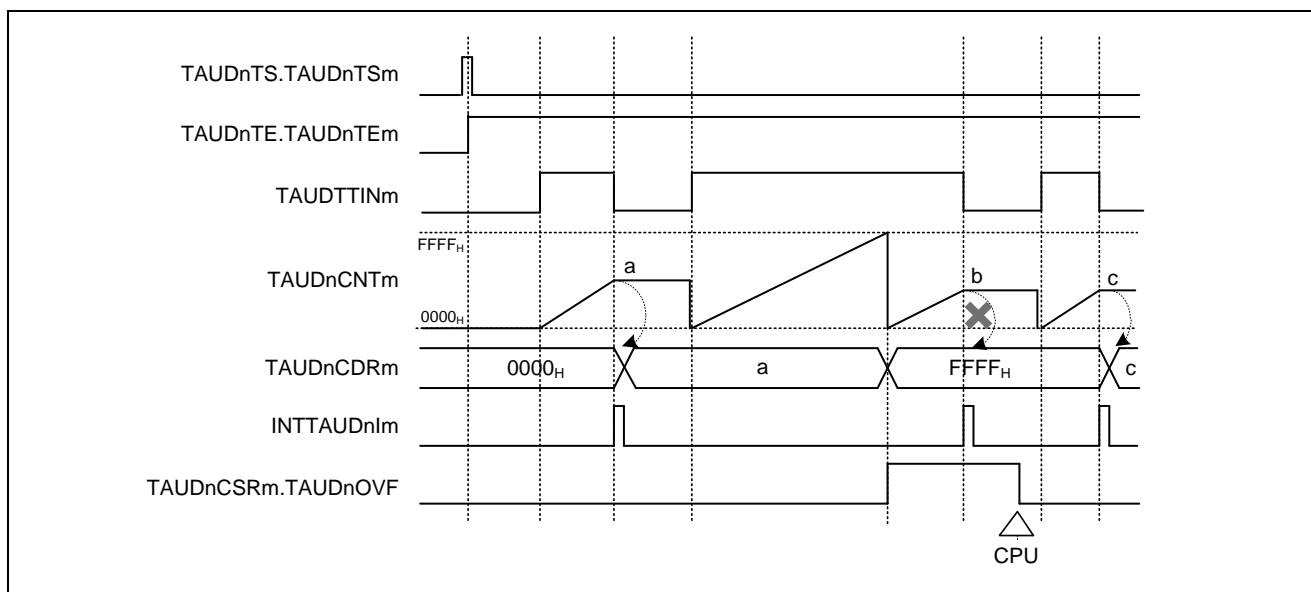 TAUDnTS.TAUDnTSm
TAUDnTE.TAUDnTEm
TAUDTTINm
FFFFH
TAUDnCNTm
a
b
c
0000H
TAUDnCDRm
0000H
a
FFFFH
c
INTTAUDnIm
TAUDnCSRm.TAUDnOVF
CPU